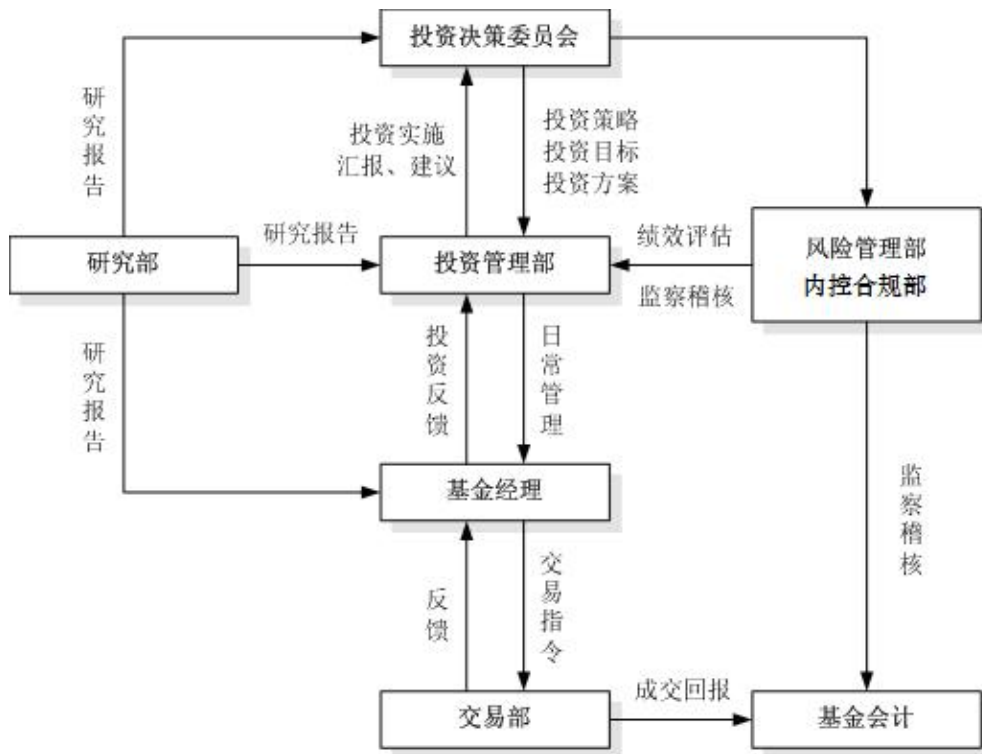 投资决策委员会
研究报告
投资实施
汇报、建议
投资策略
投资目标
投资方案
研究部
研究报告
投资管理部
绩效评估
监察稽核
风险管理部
内控合规部
研究报告
投资反馈
日常管理
基金经理
监察稽核
反馈
交易指令
交易部
成交回报
基金会计